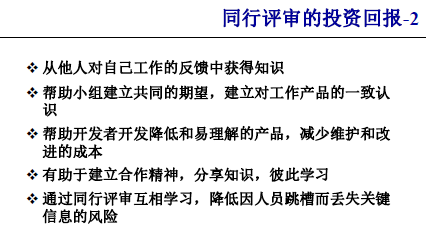 同行评审的投资回报-2
❖ 从他人对自己工作的反馈中获得知识
❖ 帮助小组建立共同的期望，建立对工作产品的一致认
识
❖ 帮助开发者开发降低和易理解的产品，减少维护和改
进的成本
❖ 有助于建立合作精神，分享知识，彼此学习
❖ 通过同行评审互相学习，降低因人员跳槽而丢失关键
信息的风险